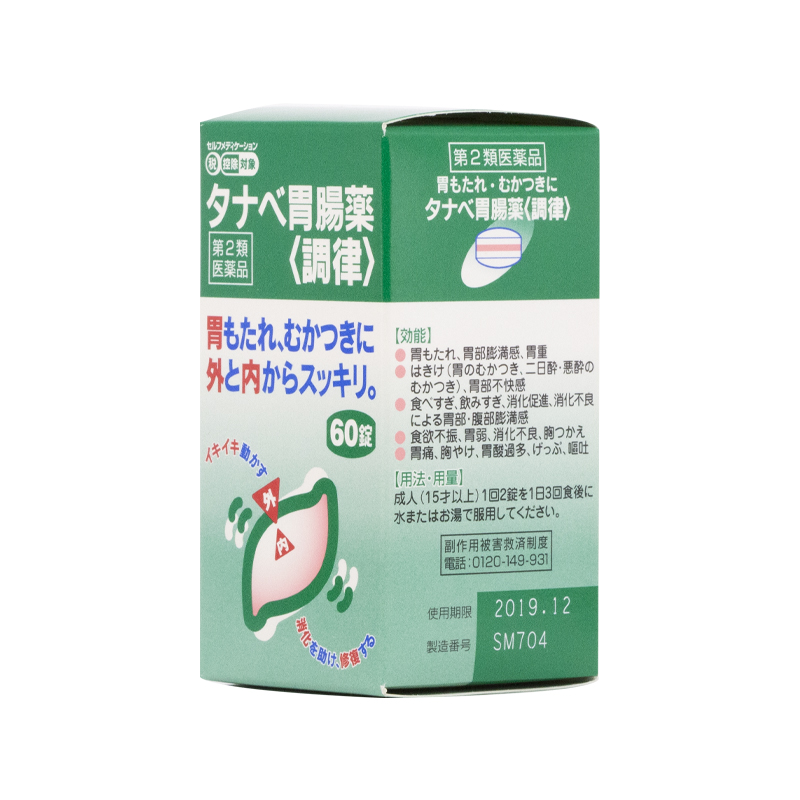 セルフメディケーション
税 控除 対象
タナベ胃腸薬
〈調律〉
第2類
医薬品
胃もたれ、むかつきに
外と内からスッキリ。
60錠
イキイキ動かす
外
内
消化を助け、修復する
第2類医薬品
胃もたれ・むかつきに
タナベ胃腸薬〈調律〉
【効能】
胃もたれ、胃部膨満感、胃重
はきけ（胃のむかつき、二日酔・悪酔の
むかつき）、胃部不快感
食べすぎ、飲みすぎ、消化促進、消化不良
による胃部・腹部膨満感
食欲不振、胃弱、消化不良、胸つかえ
胃痛、胸やけ、胃酸過多、げっぷ、嘔吐
【用法・用量】
成人（15才以上）1回2錠を1日3回食後に
水またはお湯で服用してください。
副作用被害救済制度
電話：0120-149-931
使用期限 2019.12
製造番号 SM704